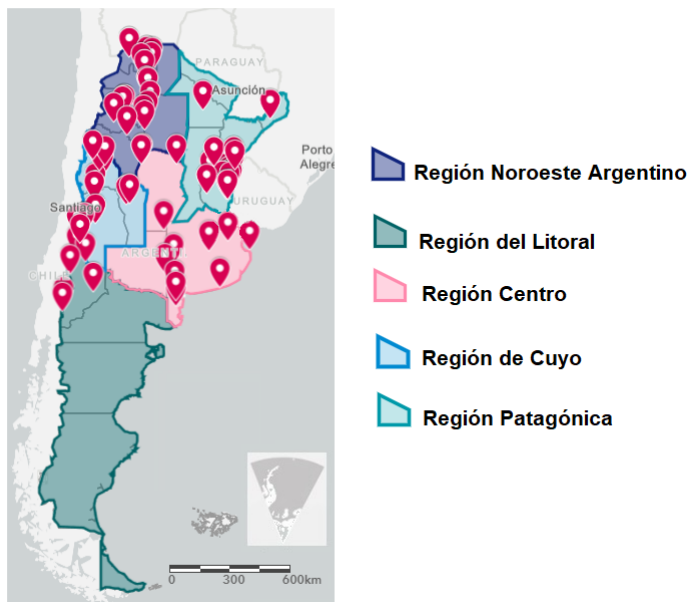 PARAGUAY
Asunción
Porto
Alegre
URUGUAY
Santiago
ARGENT
CHILE
0 300 600km
Región Noroeste Argentino
Región del Litoral
Región Centro
Región de Cuyo
Región Patagónica